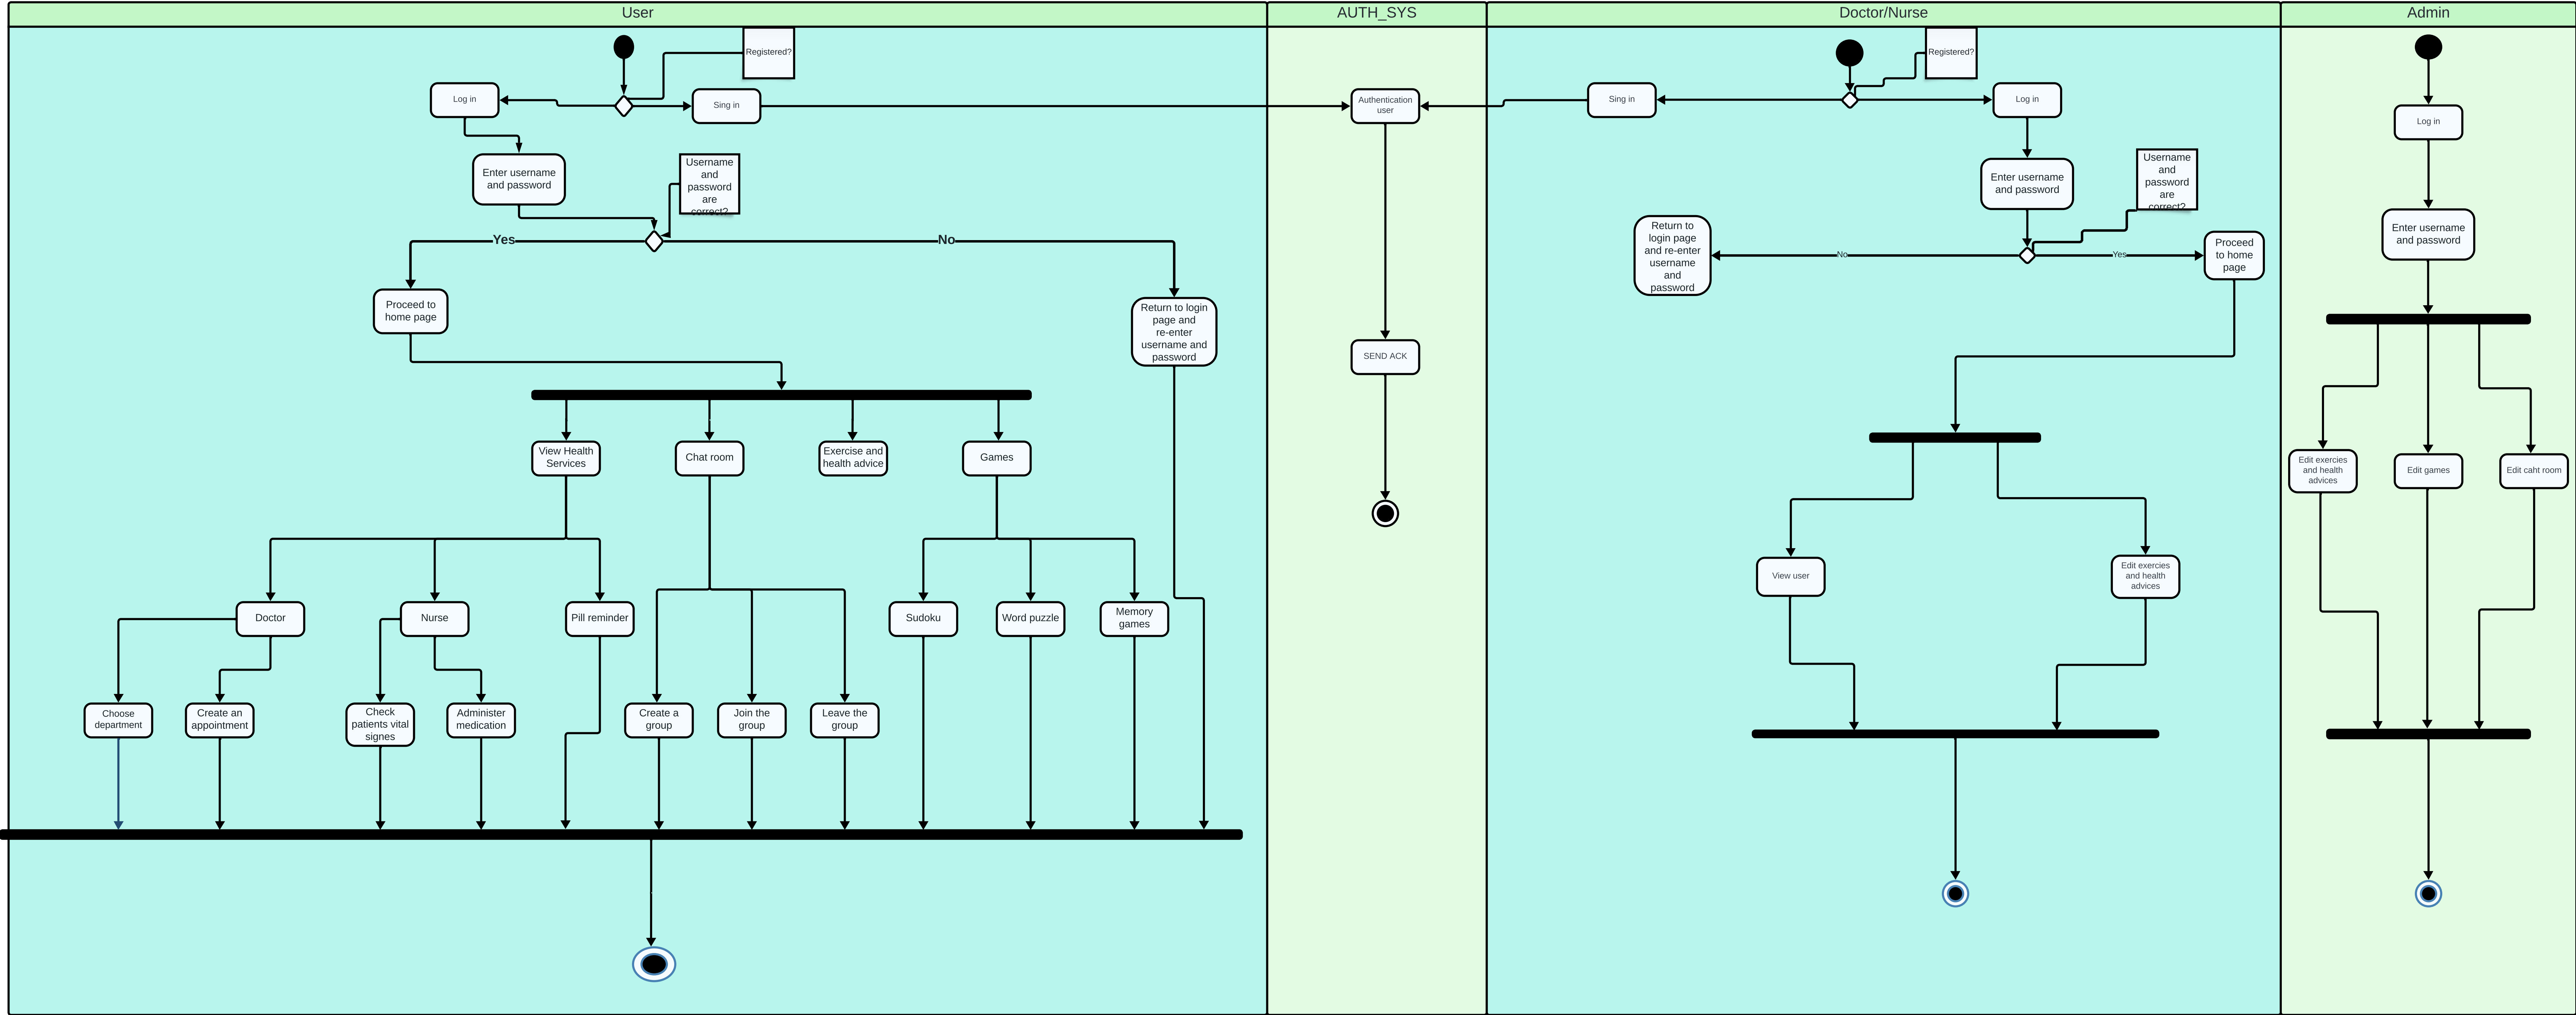 User
AUTH_SYS
Doctor/Nurse
Admin
Registered?
Log in
Sing in
Enter username
and password
Username
and
password
are
correct?
Yes
No
Proceed to
home page
Return to login
page and
re-enter
username and
password
View Health
Services
Chat room
Exercise and
health advice
Games
Doctor
Nurse
Pill reminder
Sudoku
Word puzzle
Memory
games
Choose
department
Create an
appointment
Check
patients vital
signes
Administer
medication
Create a
group
Join the
group
Leave the
group
Authentication
user
SEND ACK
Registered?
Sing in
Log in
Enter username
and password
Username
and
password
are
correct?
Return to
login page
and re-enter
username
and
password
No
Yes
Proceed
to home
page
View user
Edit exercies
and health
advices
Log in
Enter username
and password
Edit exercies
and health
advices
Edit games
Edit caht room